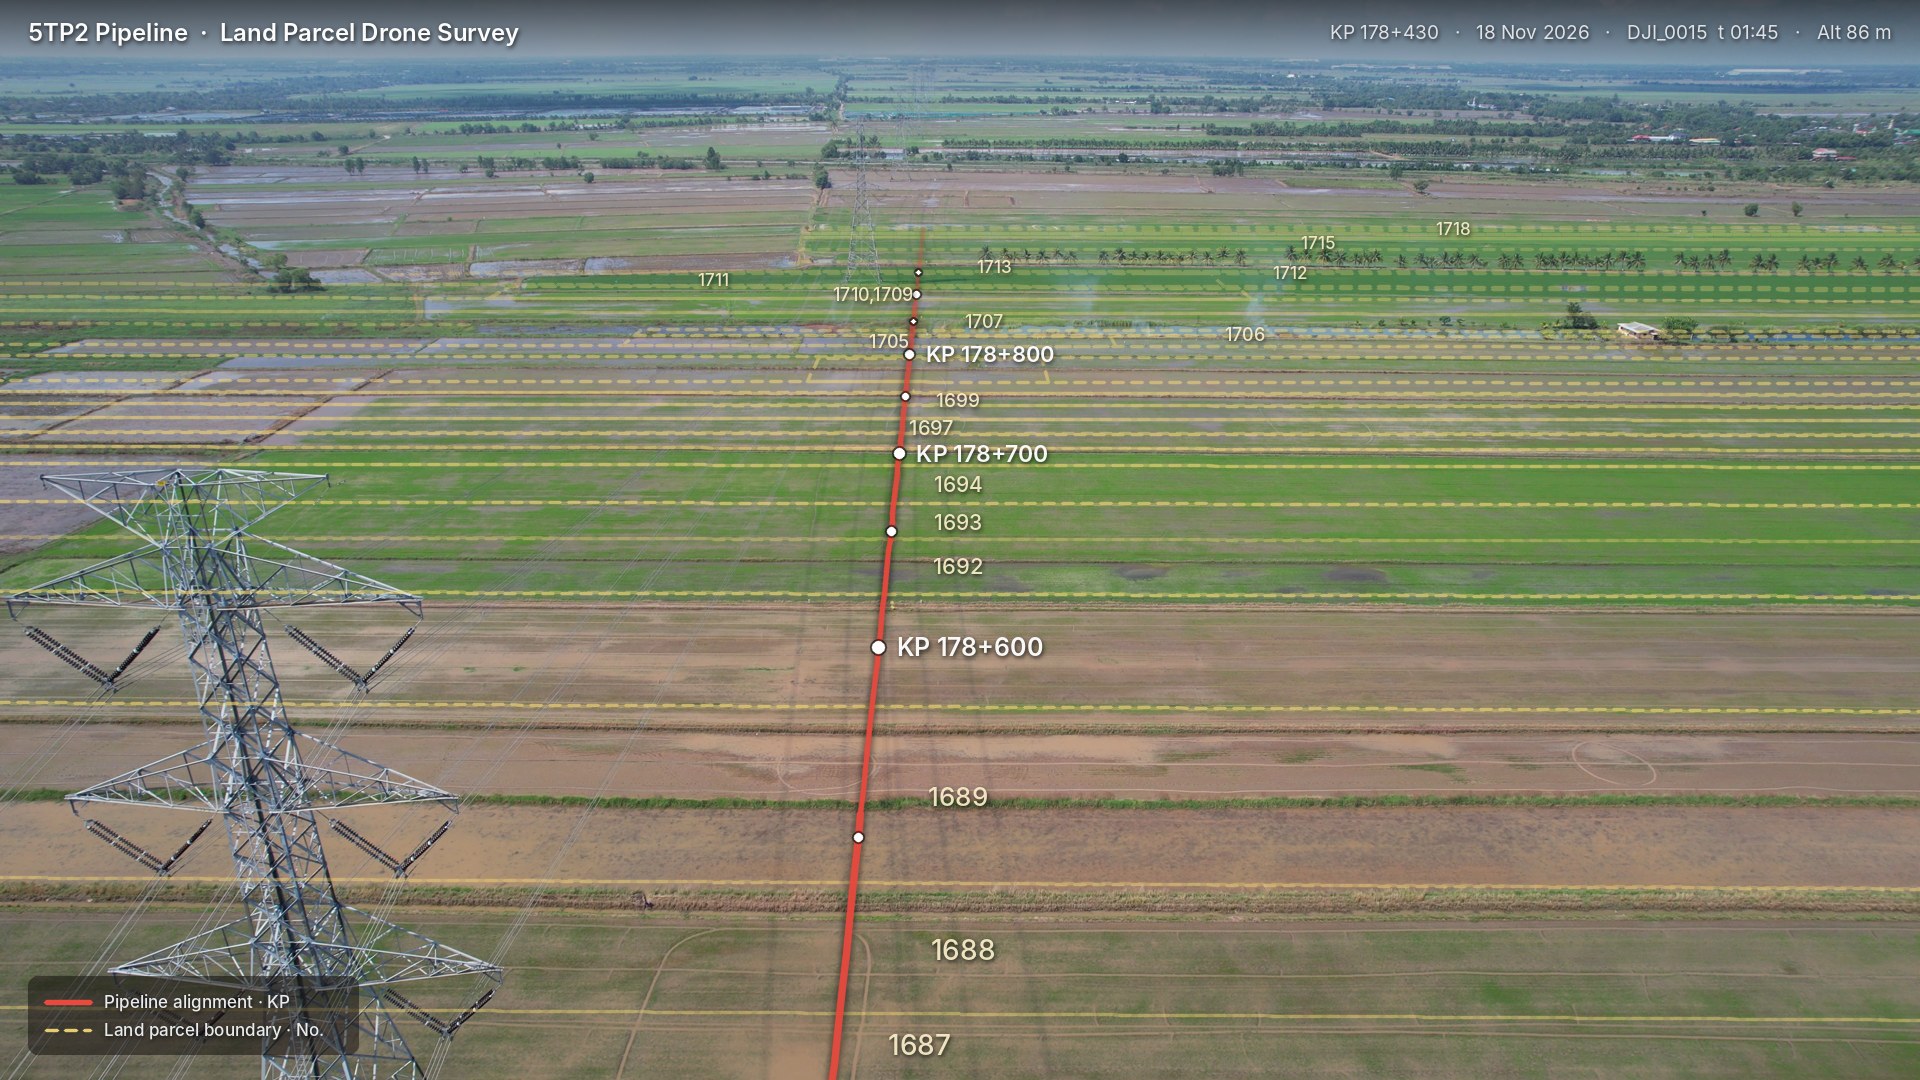 5TP2 Pipeline · Land Parcel Drone Survey
KP 178+430 · 18 Nov 2026 · DJI_0015 t 01:45 · Alt 86 m
1718
1715
1713
1712
1711
1710,1709
1707
1706
1705
KP 178+800
1699
1697
KP 178+700
1694
1693
1692
KP 178+600
1689
1688
1687
Pipeline alignment · KP
Land parcel boundary · No.